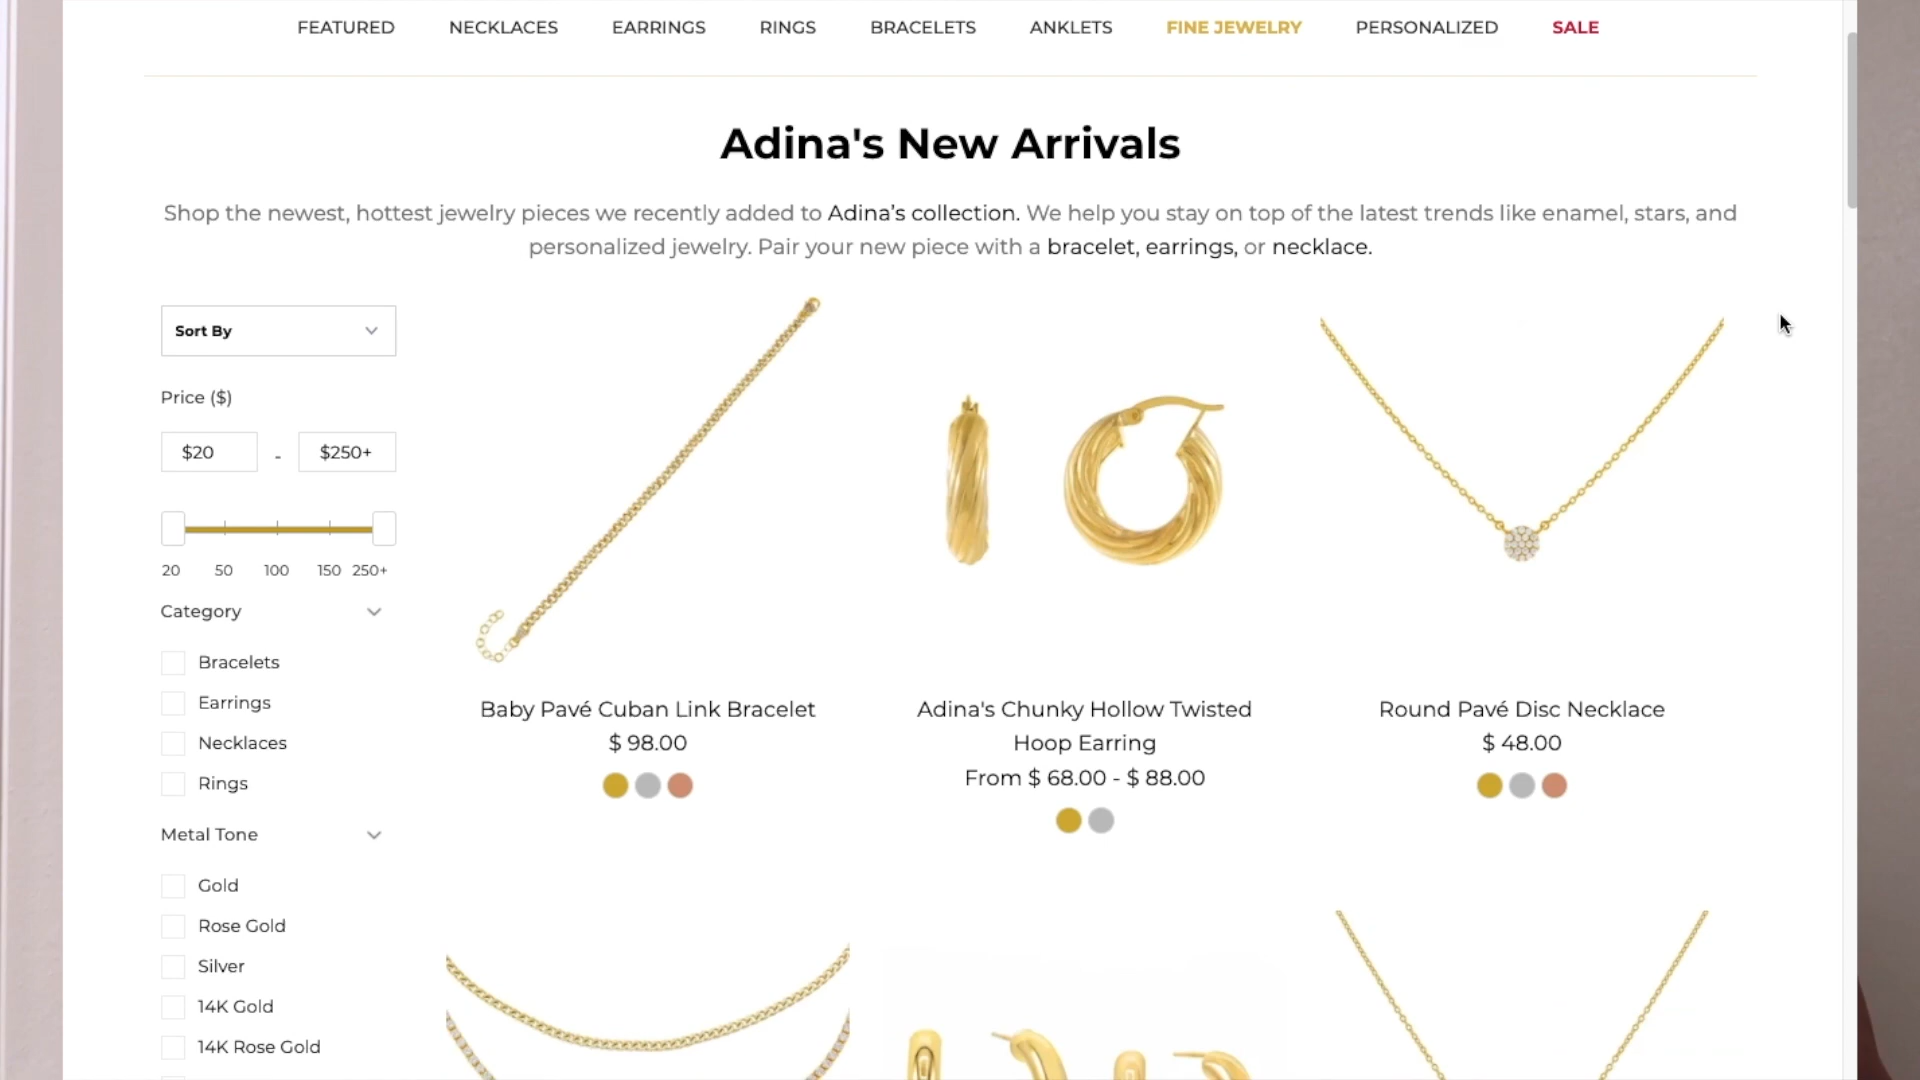 FEATURED NECKLACES EARRINGS RINGS BRACELETS ANKLETS FINE JEWELRY PERSONALIZED SALE
Adina's New Arrivals
Shop the newest, hottest jewelry pieces we recently added to Adina’s collection. We help you stay on top of the latest trends like enamel, stars, and
personalized jewelry. Pair your new piece with a bracelet, earrings, or necklace.
Sort By
Price ($)
$20 - $250+
20 50 100 150 250+
Category
Bracelets
Earrings
Necklaces
Rings
Metal Tone
Gold
Rose Gold
Silver
14K Gold
14K Rose Gold
Baby Pavé Cuban Link Bracelet
$ 98.00
Adina's Chunky Hollow Twisted
Hoop Earring
From $ 68.00 - $ 88.00
Round Pavé Disc Necklace
$ 48.00